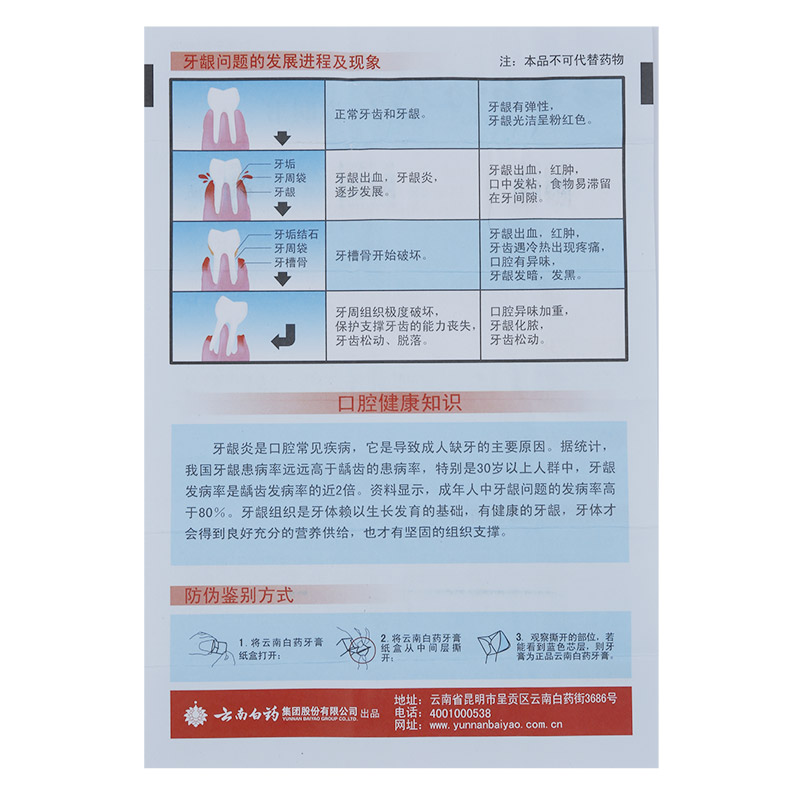 牙龈问题的发展进程及现象
注：本品不可代替药物
正常牙齿和牙龈。
牙龈有弹性，
牙龈光洁呈粉红色。
牙垢
牙周袋
牙龈
牙龈出血，牙龈炎，
逐步发展。
牙龈出血，红肿，
口中发粘，食物易滞留
在牙间隙。
牙垢结石
牙周袋
牙槽骨
牙槽骨开始破坏。
牙龈出血，红肿，
牙齿遇冷热出现疼痛，
口腔有异味，
牙龈发暗，发黑。
牙周组织极度破坏，
保护支撑牙齿的能力丧失，
牙齿松动、脱落。
口腔异味加重，
牙龈化脓，
牙齿松动。
口腔健康知识
牙龈炎是口腔常见疾病，它是导致成人缺牙的主要原因。据统计，
我国牙龈患病率远远高于龋齿的患病率，特别是30岁以上人群中，牙龈
发病率是龋齿发病率的近2倍。资料显示，成年人中牙龈问题的发病率高
于80%。牙龈组织是牙体赖以生长发育的基础，有健康的牙龈，牙体才
会得到良好充分的营养供给，也才有坚固的组织支撑。
防伪鉴别方式
1. 将云南白药牙膏
纸盒打开；
2. 将云南白药牙膏
纸盒从中间层撕
开；
3. 观察撕开的部位，若
能看到蓝色芯层，则牙
膏为正品云南白药牙膏。
云南白药 集团股份有限公司 出品
YUNNAN BAIYAO GROUP CO.,LTD.
地址：云南省昆明市呈贡区云南白药街3686号
电话：4001000538
网址：www.yunnanbaiyao.com.cn